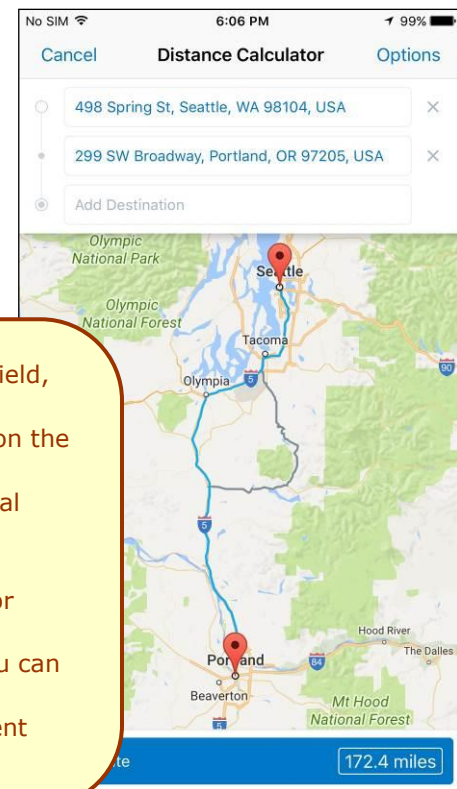 No SIM 6:06 PM 99%
Cancel Distance Calculator Options
498 Spring St, Seattle, WA 98104, USA
299 SW Broadway, Portland, OR 97205, USA
Add Destination
Olympic
National Park
Seattle
Olympic
National Forest
Tacoma
90
Olympia
5
5
Hood River
Portland
84
The Dalles
Beaverton
Mt Hood
National Forest
5
172.4 miles
ield,
on the
al
or
u can
ent